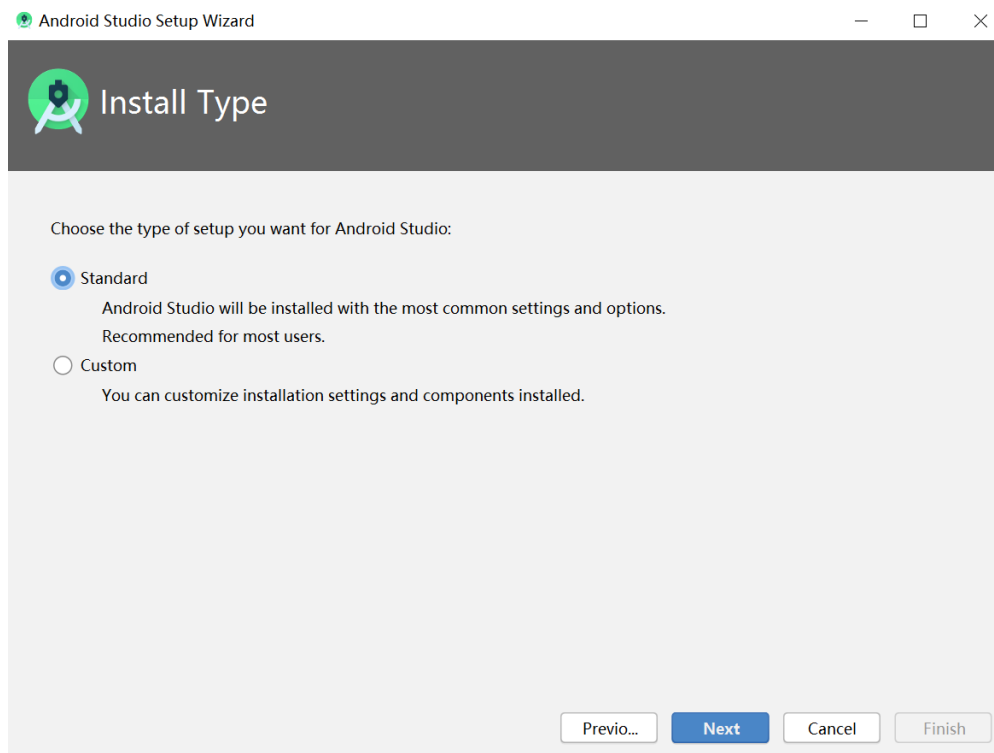 Android Studio Setup Wizard
Install Type
Choose the type of setup you want for Android Studio:
Standard
Android Studio will be installed with the most common settings and options.
Recommended for most users.
Custom
You can customize installation settings and components installed.
Previo... Next Cancel Finish